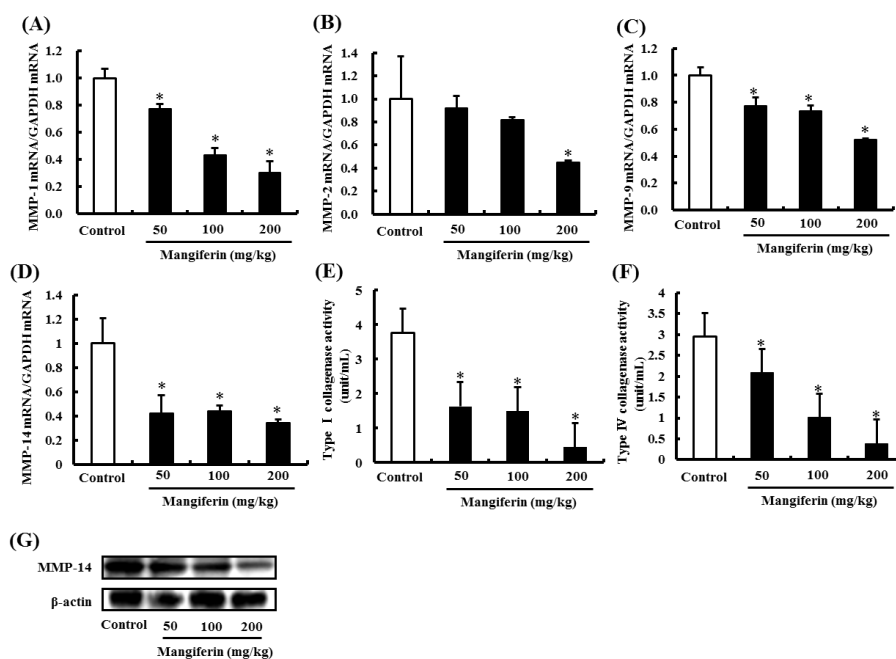 (A)
MMP-1 mRNA/GAPDH mRNA
1.2
1.0
0.8
0.6
0.4
0.2
0.0
*
*
*
Control
50
100
200
Mangiferin (mg/kg)
(B)
MMP-2 mRNA/GAPDH mRNA
1.4
1.2
1.0
0.8
0.6
0.4
0.2
0.0
*
Control
50
100
200
Mangiferin (mg/kg)
(C)
MMP-9 mRNA/GAPDH mRNA
1.2
1.0
0.8
0.6
0.4
0.2
0.0
*
*
*
Control
50
100
200
Mangiferin (mg/kg)
(D)
MMP-14 mRNA/GAPDH mRNA
1.4
1.2
1
0.8
0.6
0.4
0.2
0
*
*
*
Control
50
100
200
Mangiferin (mg/kg)
(E)
Type I collagenase activity
(unit/mL)
5
4
3
2
1
0
*
*
*
Control
50
100
200
Mangiferin (mg/kg)
(F)
Type IV collagenase activity
(unit/mL)
4
3.5
3
2.5
2
1.5
1
0.5
0
*
*
*
Control
50
100
200
Mangiferin (mg/kg)
(G)
MMP-14
β-actin
Control 50 100 200
Mangiferin (mg/kg)